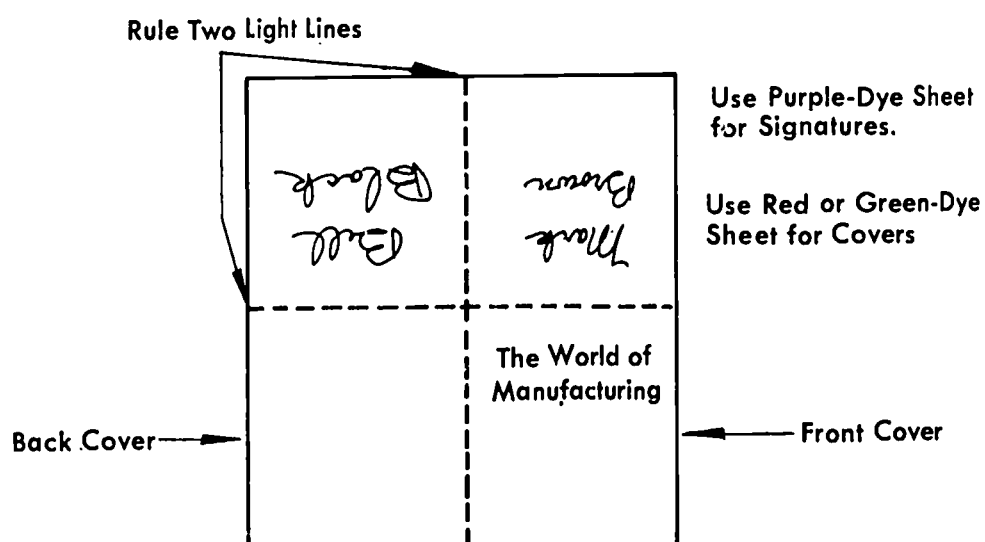 Rule Two Light Lines
Use Purple-Dye Sheet
for Signatures.
Bill
Black
Mark
Brown
Use Red or Green-Dye
Sheet for Covers
The World of
Manufacturing
Back Cover
Front Cover